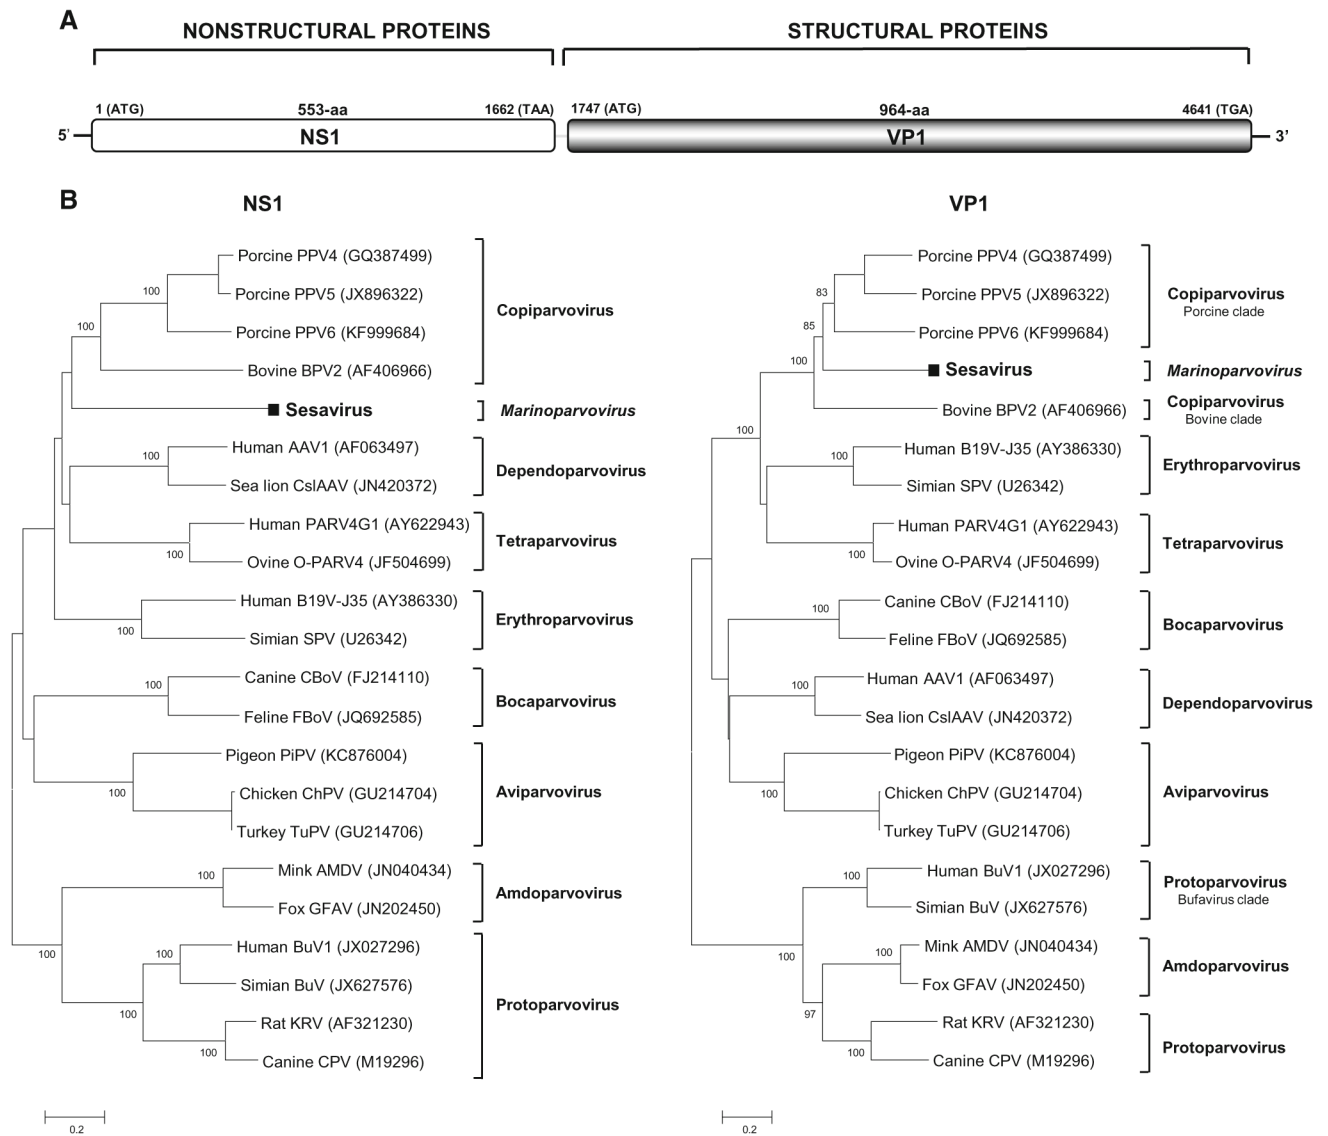 A
NONSTRUCTURAL PROTEINS
STRUCTURAL PROTEINS
1 (ATG)
553-aa
1662 (TAA)
1747 (ATG)
964-aa
4641 (TGA)
5'
NS1
VP1
3'
B
NS1
100
Porcine PPV4 (GQ387499)
Porcine PPV5 (JX896322)
100
Porcine PPV6 (KF999684)
Bovine BPV2 (AF406966)
Copiparvovirus
Sesavirus
Marinoparvovirus
100
Human AAV1 (AF063497)
Sea lion CslAAV (JN420372)
Dependoparvovirus
Human PARV4G1 (AY622943)
100
Ovine O-PARV4 (JF504699)
Tetraparvovirus
Human B19V-J35 (AY386330)
100
Simian SPV (U26342)
Erythroparvovirus
100
Canine CBoV (FJ214110)
Feline FBoV (JQ692585)
Bocaparvovirus
Pigeon PiPV (KC876004)
100
Chicken ChPV (GU214704)
Turkey TuPV (GU214706)
Aviparvovirus
100
Mink AMDV (JN040434)
Fox GFAV (JN202450)
Amdoparvovirus
100
100
Human BuV1 (JX027296)
Simian BuV (JX627576)
100
Rat KRV (AF321230)
100
Canine CPV (M19296)
Protoparvovirus
0.2
VP1
Porcine PPV4 (GQ387499)
83
Porcine PPV5 (JX896322)
85
Porcine PPV6 (KF999684)
Copiparvovirus
Porcine clade
100
Sesavirus
Marinoparvovirus
Bovine BPV2 (AF406966)
Copiparvovirus
Bovine clade
100
100
Human B19V-J35 (AY386330)
Simian SPV (U26342)
Erythroparvovirus
Human PARV4G1 (AY622943)
100
Ovine O-PARV4 (JF504699)
Tetraparvovirus
100
Canine CBoV (FJ214110)
Feline FBoV (JQ692585)
Bocaparvovirus
100
Human AAV1 (AF063497)
Sea lion CslAAV (JN420372)
Dependoparvovirus
Pigeon PiPV (KC876004)
100
Chicken ChPV (GU214704)
Turkey TuPV (GU214706)
Aviparvovirus
100
Human BuV1 (JX027296)
Simian BuV (JX627576)
Protoparvovirus
Bufavirus clade
100
100
Mink AMDV (JN040434)
Fox GFAV (JN202450)
Amdoparvovirus
97
Rat KRV (AF321230)
100
Canine CPV (M19296)
Protoparvovirus
0.2